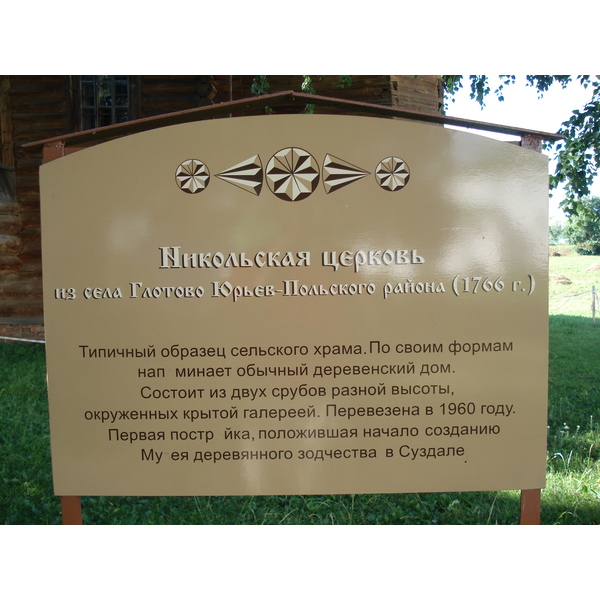 Никольская церковь
из села Глотово Юрьев-Польского района (1766 г.)
Типичный образец сельского храма. По своим формам
нап минает обычный деревенский дом.
Состоит из двух срубов разной высоты,
окруженных крытой галереей. Перевезена в 1960 году.
Первая постр йка, положившая начало созданию
Му ея деревянного зодчества в Суздале